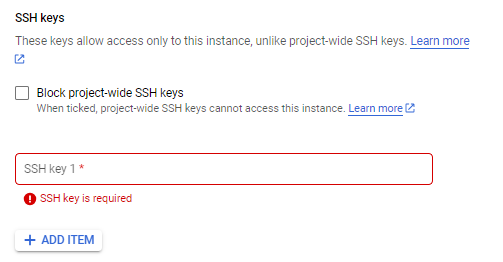 SSH keys
These keys allow access only to this instance, unlike project-wide SSH keys. Learn more
Block project-wide SSH keys
When ticked, project-wide SSH keys cannot access this instance. Learn more
SSH key 1 *
SSH key is required
+ ADD ITEM